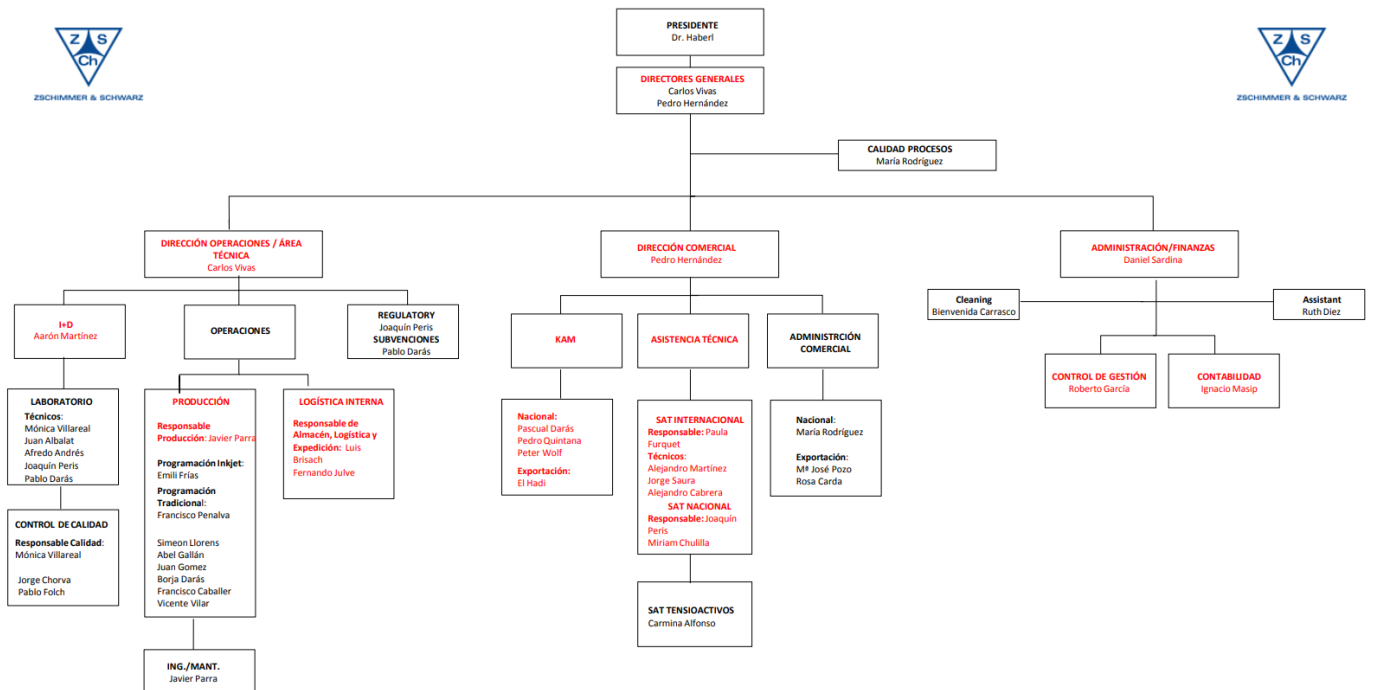 PRESIDENTE
Dr. Haberl
Z S
Ch
ZSCHIMMER & SCHWARZ
Z S
Ch
ZSCHIMMER & SCHWARZ
DIRECTORES GENERALES
Carlos Vivas
Pedro Hernández
CALIDAD PROCESOS
María Rodríguez
DIRECCIÓN OPERACIONES / ÁREA
TÉCNICA
Carlos Vivas
DIRECCIÓN COMERCIAL
Pedro Hernández
ADMINISTRACIÓN/FINANZAS
Daniel Sardina
I+D
Aarón Martínez
OPERACIONES
REGULATORY
Joaquín Peris
SUBVENCIONES
Pablo Darás
KAM
ASISTENCIA TÉCNICA
ADMINISTRCIÓN
COMERCIAL
Cleaning
Bienvenida Carrasco
Assistant
Ruth Diez
CONTROL DE GESTIÓN
Roberto García
CONTABILIDAD
Ignacio Masip
LABORATORIO
Técnicos:
Mónica Villareal
Juan Albalat
Alfredo Andrés
Joaquín Peris
Pablo Darás
PRODUCCIÓN
Responsable
Producción: Javier Parra
Programación Inkjet:
Emili Frías
Programación
Tradicional:
Francisco Penalva
Simeon Llorens
Abel Gallán
Juan Gomez
Borja Darás
Francisco Caballer
Vicente Vilar
LOGÍSTICA INTERNA
Responsable de
Almacén, Logística y
Expedición: Luis
Brisach
Fernando Julve
Nacional:
Pascual Darás
Pedro Quintana
Peter Wolf
Exportación:
El Hadi
SAT INTERNACIONAL
Responsable: Paula
Furquet
Técnicos:
Alejandro Martínez
Jorge Saura
Alejandro Cabrera
SAT NACIONAL
Responsable: Joaquín
Peris
Miriam Chulilla
Nacional:
María Rodríguez
Exportación:
Mª José Pozo
Rosa Carda
CONTROL DE CALIDAD
Responsable Calidad:
Mónica Villareal
Jorge Chorva
Pablo Folch
SAT TENSIOACTIVOS
Carmina Alfonso
ING./MANT.
Javier Parra